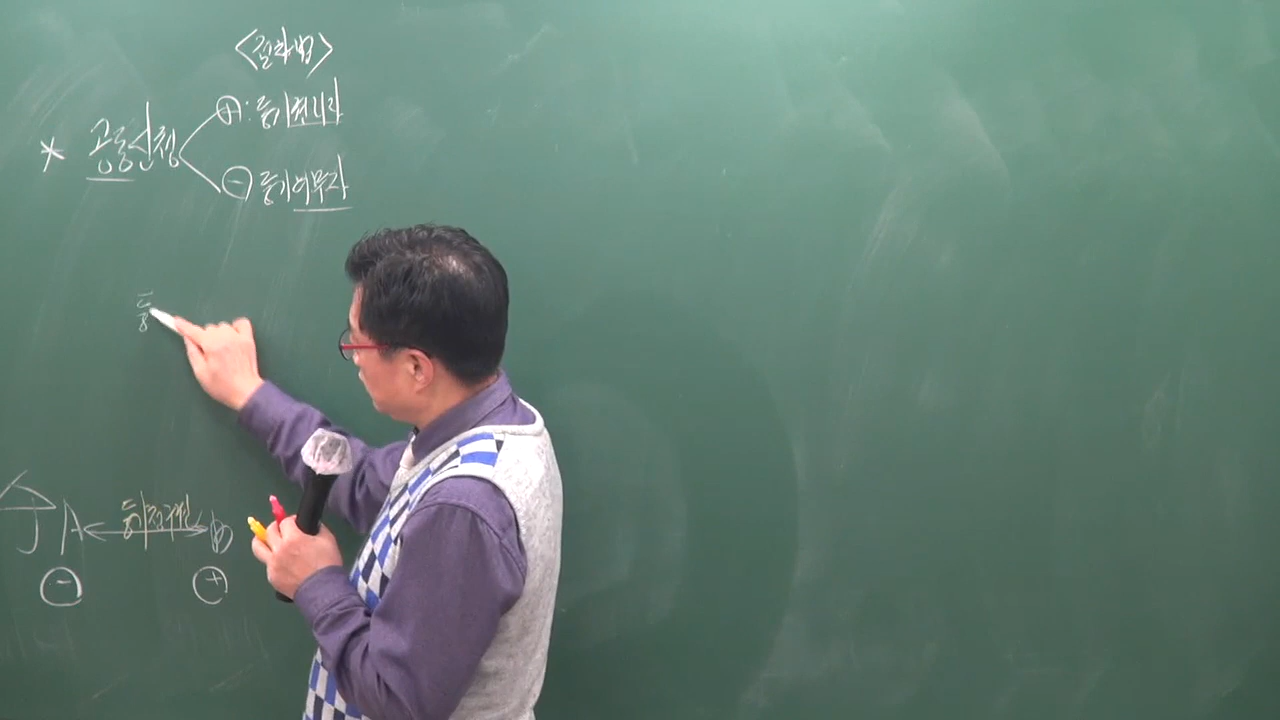 <절차법>
⊕: 등기권리자
* 공동신청
⊖ 등기의무자
등
A ↔ 등기청구권 B
⊖ ⊕